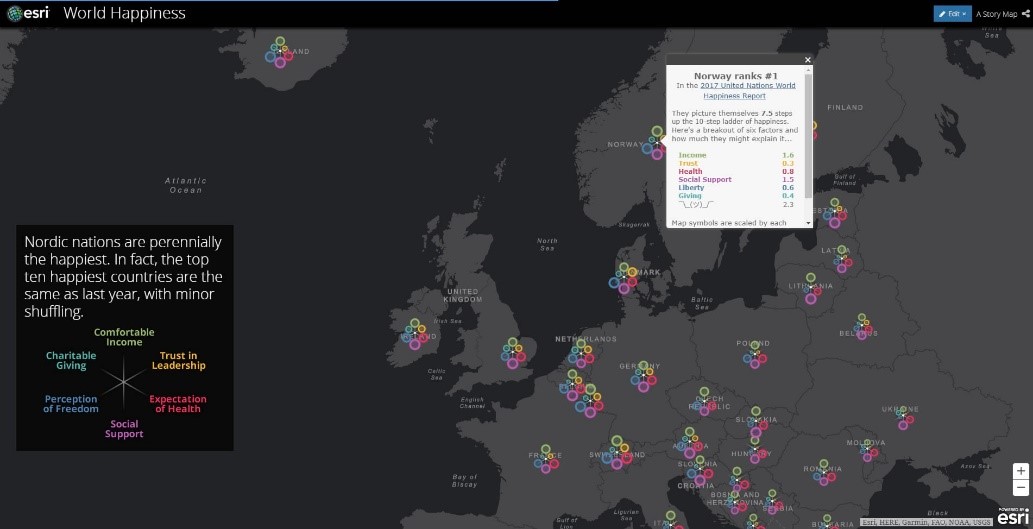 esri World Happiness
Edit
A Story Map
White
Sea
LAND
FINLAND
Norway ranks #1
In the 2017 United Nations World
Happiness Report
They picture themselves 7.5 steps
up the 10-step ladder of happiness.
Here's a breakout of six factors and
how much they might explain it...
Income 1.6
Trust 0.3
Health 0.8
Social Support 1.5
Liberty 0.6
Giving 0.4
¯\_(ツ)_/¯ 2.3
Map symbols are scaled by each
NORWAY
Atlantic
Ocean
Gulf of
Finland
Skagerrak
North
Sea
Baltic
Sea
LITHUANIA
BELARUS
MARK
UNITED
KINGDOM
Irish Sea
Celtic
Sea
English
Channel
NETHERLANDS
GERMANY
POLAND
CZECH
REPUBLIC
SLOVAKIA
UKRAINE
MOLDOVA
FRANCE
SLOVENIA
CROATIA
HUNGARY
ROMANIA
BOSNIA AND
HERZEGOVINA
Bay of
Biscay
Gulf of
Lion
Ligurian
Sea
Azov Sea
Black
Nordic nations are perennially
the happiest. In fact, the top
ten happiest countries are the
same as last year, with minor
shuffling.
Comfortable
Income
Charitable
Giving
Trust in
Leadership
Perception
of Freedom
Expectation
of Health
Social
Support
+
−
POWERED BY
esri
Esri, HERE, Garmin, FAO, NOAA, USGS